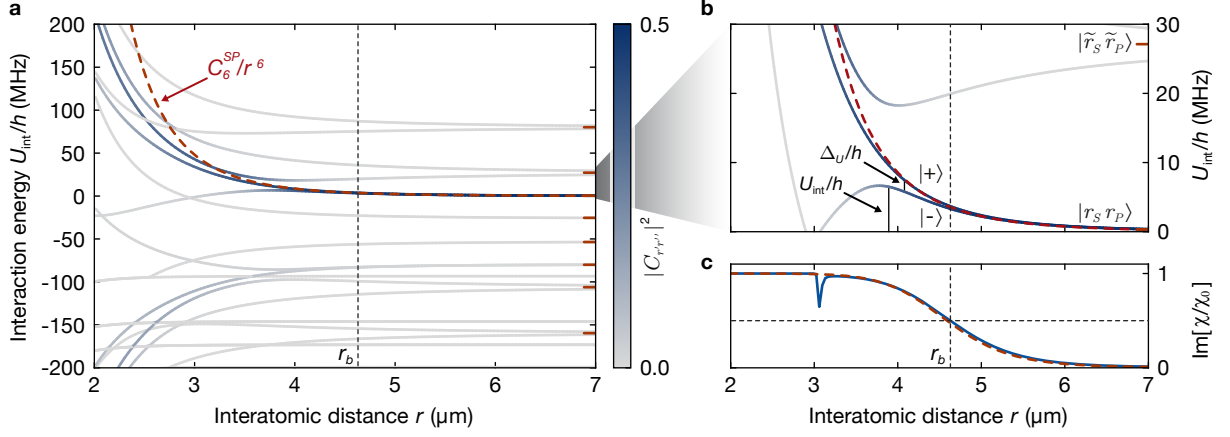 a
Interaction energy U_int/h (MHz)
200
150
100
50
0
-50
-100
-150
-200
C_6^SP/r^6
r_b
2 3 4 5 6 7
Interatomic distance r (μm)
0.5
0.0
|C_r'r''|^2
b
30
20
10
0
U_int/h (MHz)
|r̃_S r̃_P⟩
Δ_U/h
U_int/h
|+⟩
|-⟩
|r_S r_P⟩
c
1
0
Im[χ/χ_0]
r_b
2 3 4 5 6 7
Interatomic distance r (μm)